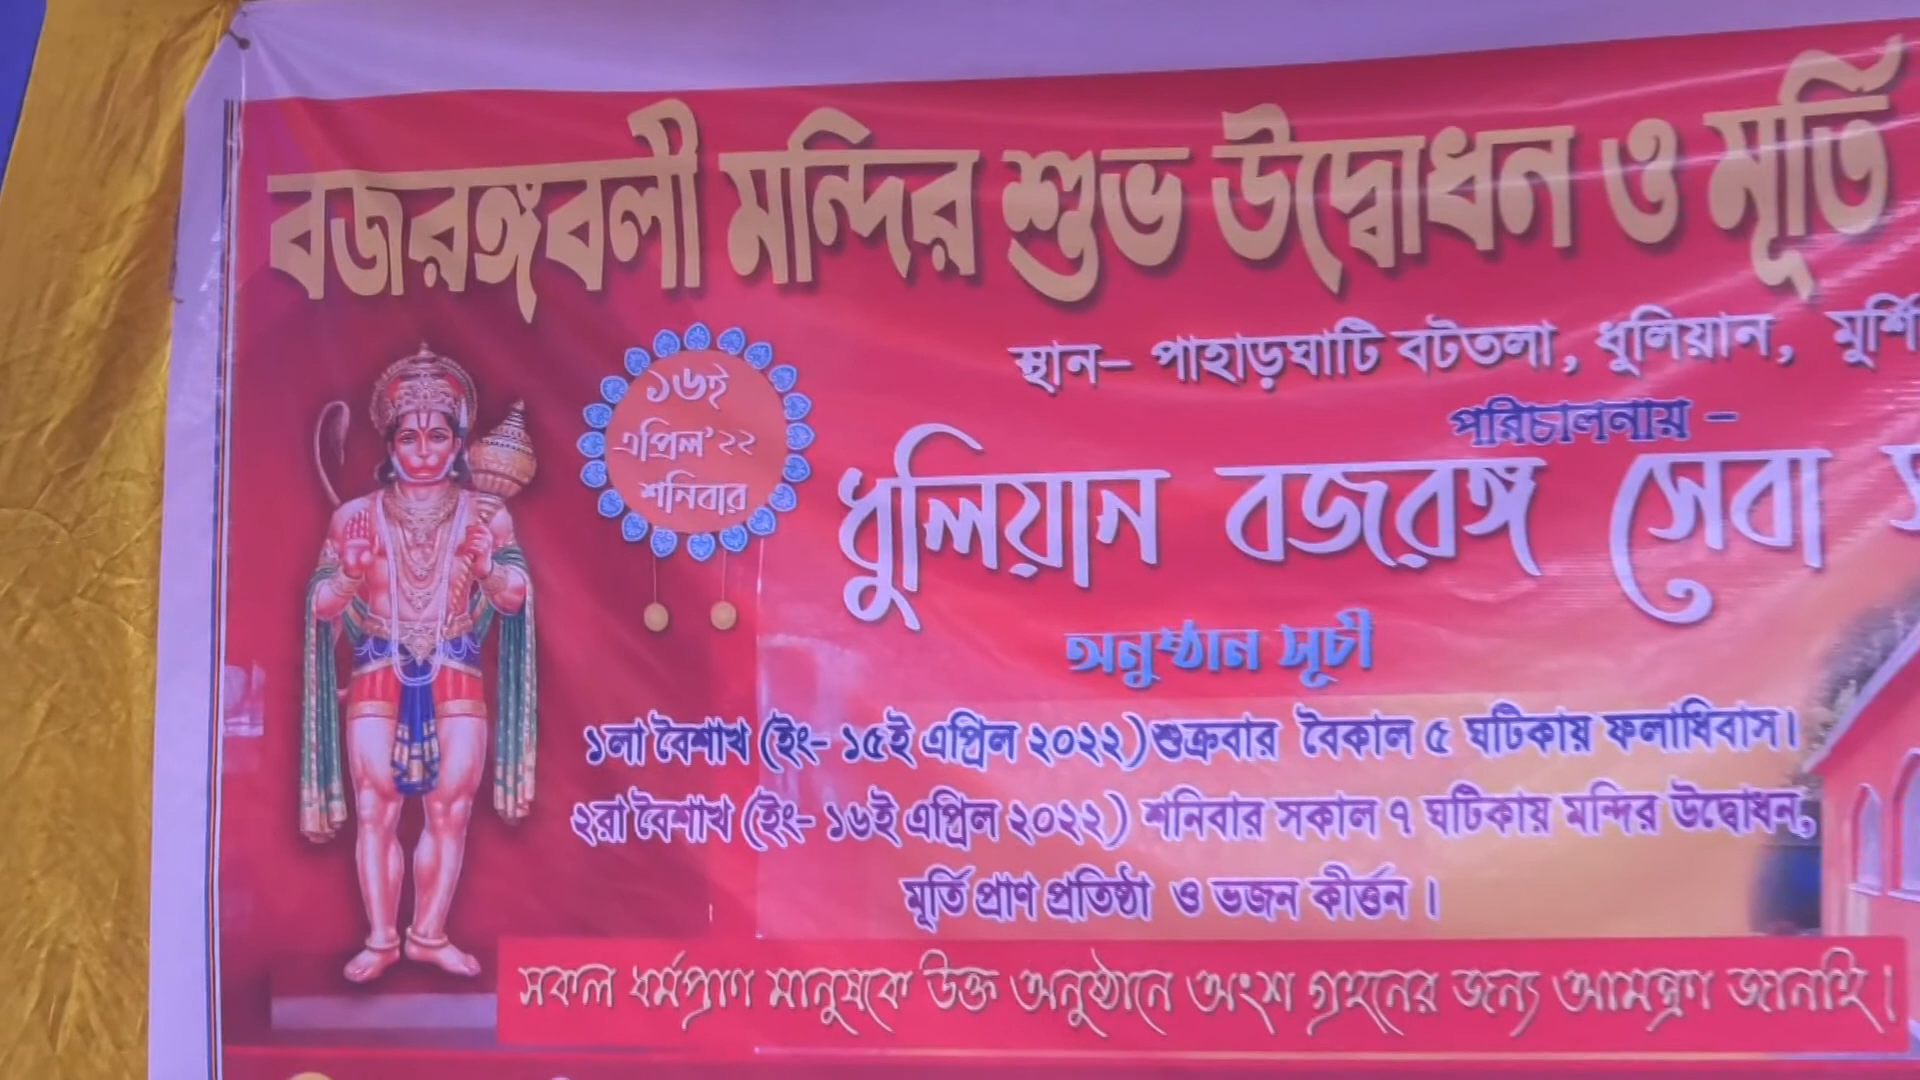 বজরঙ্গবলী মন্দির শুভ উদ্বোধন ও মূর্তি
স্থান- পাহাড়ঘাটি বটতলা, ধুলিয়ান,
১৬ই
এপ্রিল'২২
শনিবার
পরিচালনায় -
ধুলিয়ান বজরঙ্গ সেবা
অনুষ্ঠান সূচী
১লা বৈশাখ (ইং- ১৫ই এপ্রিল ২০২২) শুক্রবার বৈকাল ৫ ঘটিকায় ফলাধিবাস।
২রা বৈশাখ (ইং- ১৬ই এপ্রিল ২০২২) শনিবার সকাল ৭ ঘটিকায় মন্দির উদ্বোধন,
মূর্তি প্রাণ প্রতিষ্ঠা ও ভজন কীর্ত্তন ।
সকল ধর্মপ্রাণ মানুষকে উক্ত অনুষ্ঠানে অংশ গ্রহনের জন্য আমন্ত্রণ জানাই।